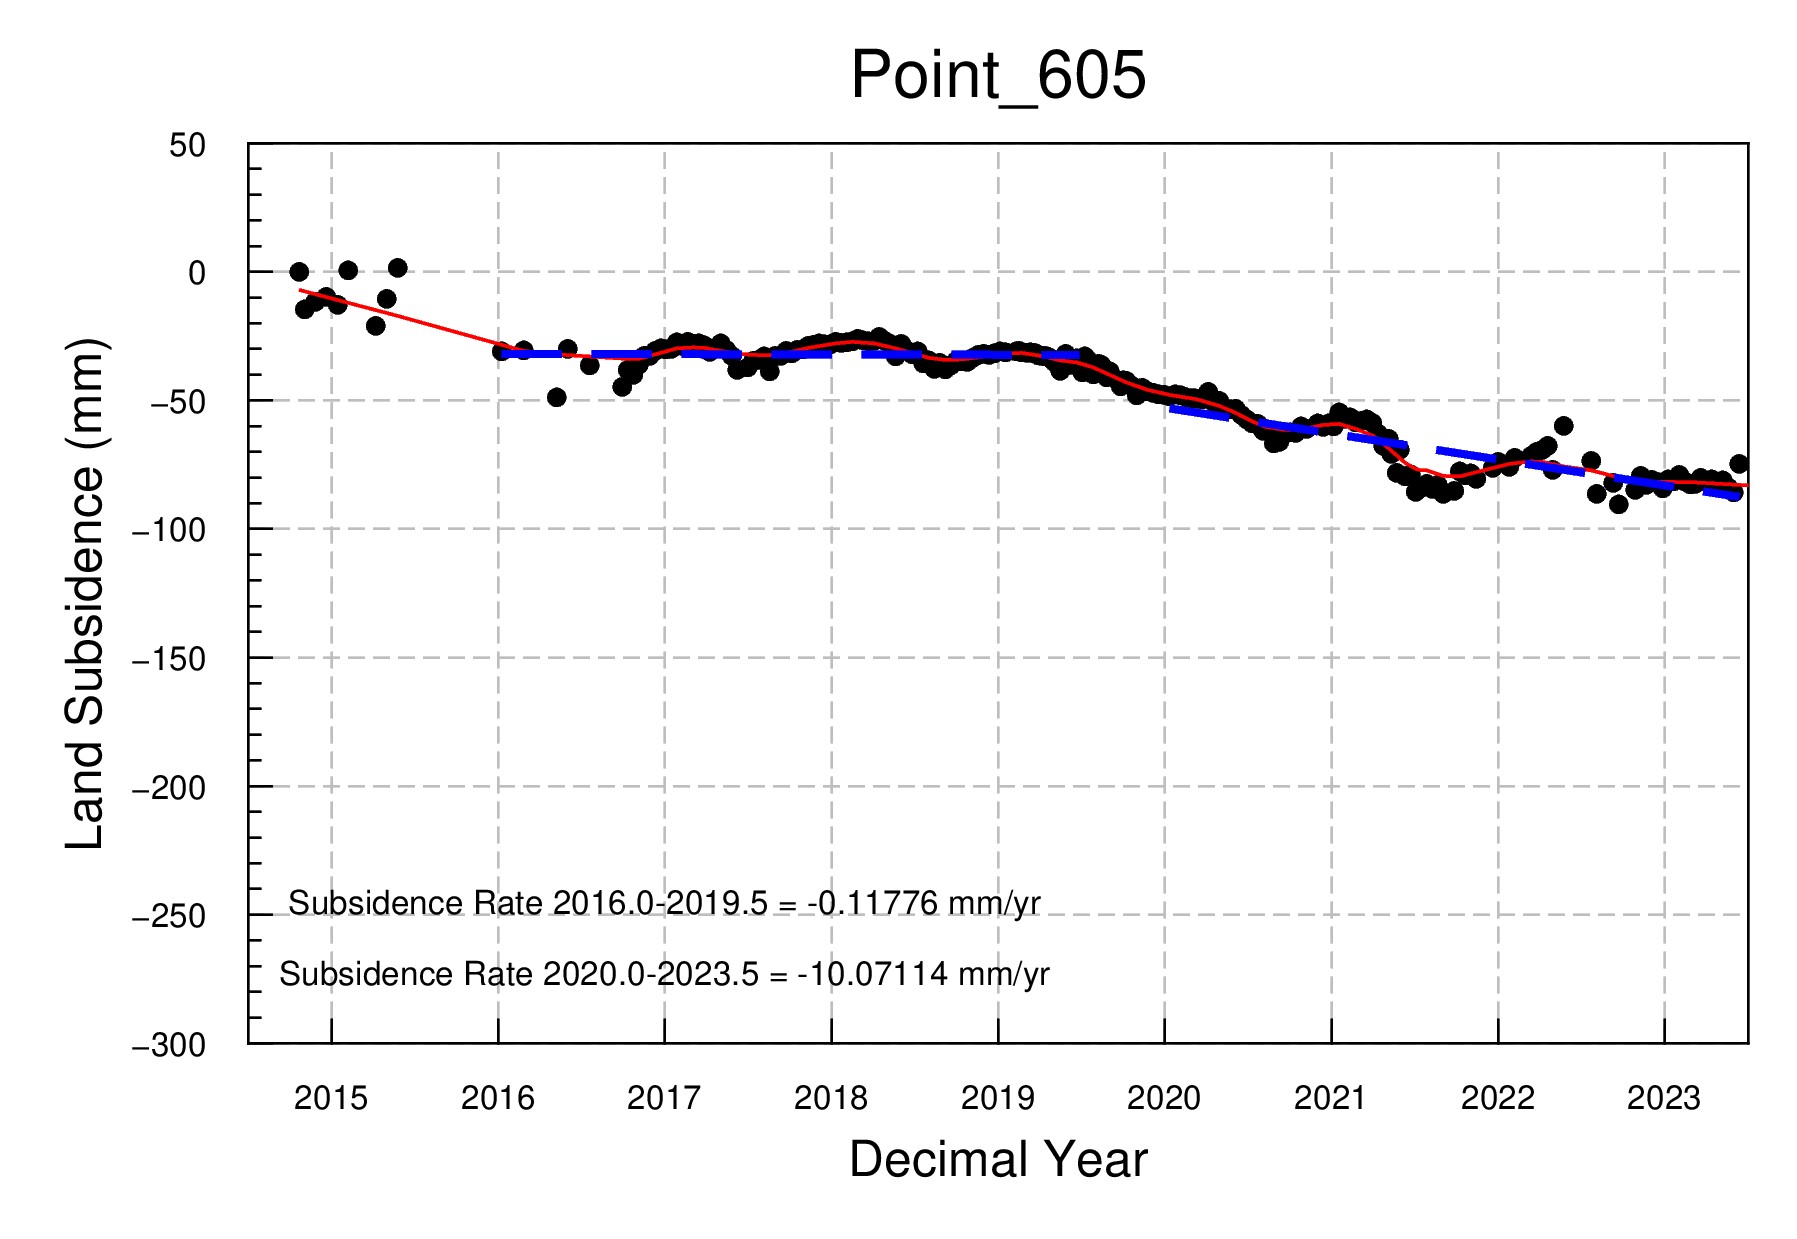 Point_605
50
0
−50
−100
−150
−200
−250
−300
Land Subsidence (mm)
Subsidence Rate 2016.0-2019.5 = -0.11776 mm/yr
Subsidence Rate 2020.0-2023.5 = -10.07114 mm/yr
2015 2016 2017 2018 2019 2020 2021 2022 2023
Decimal Year